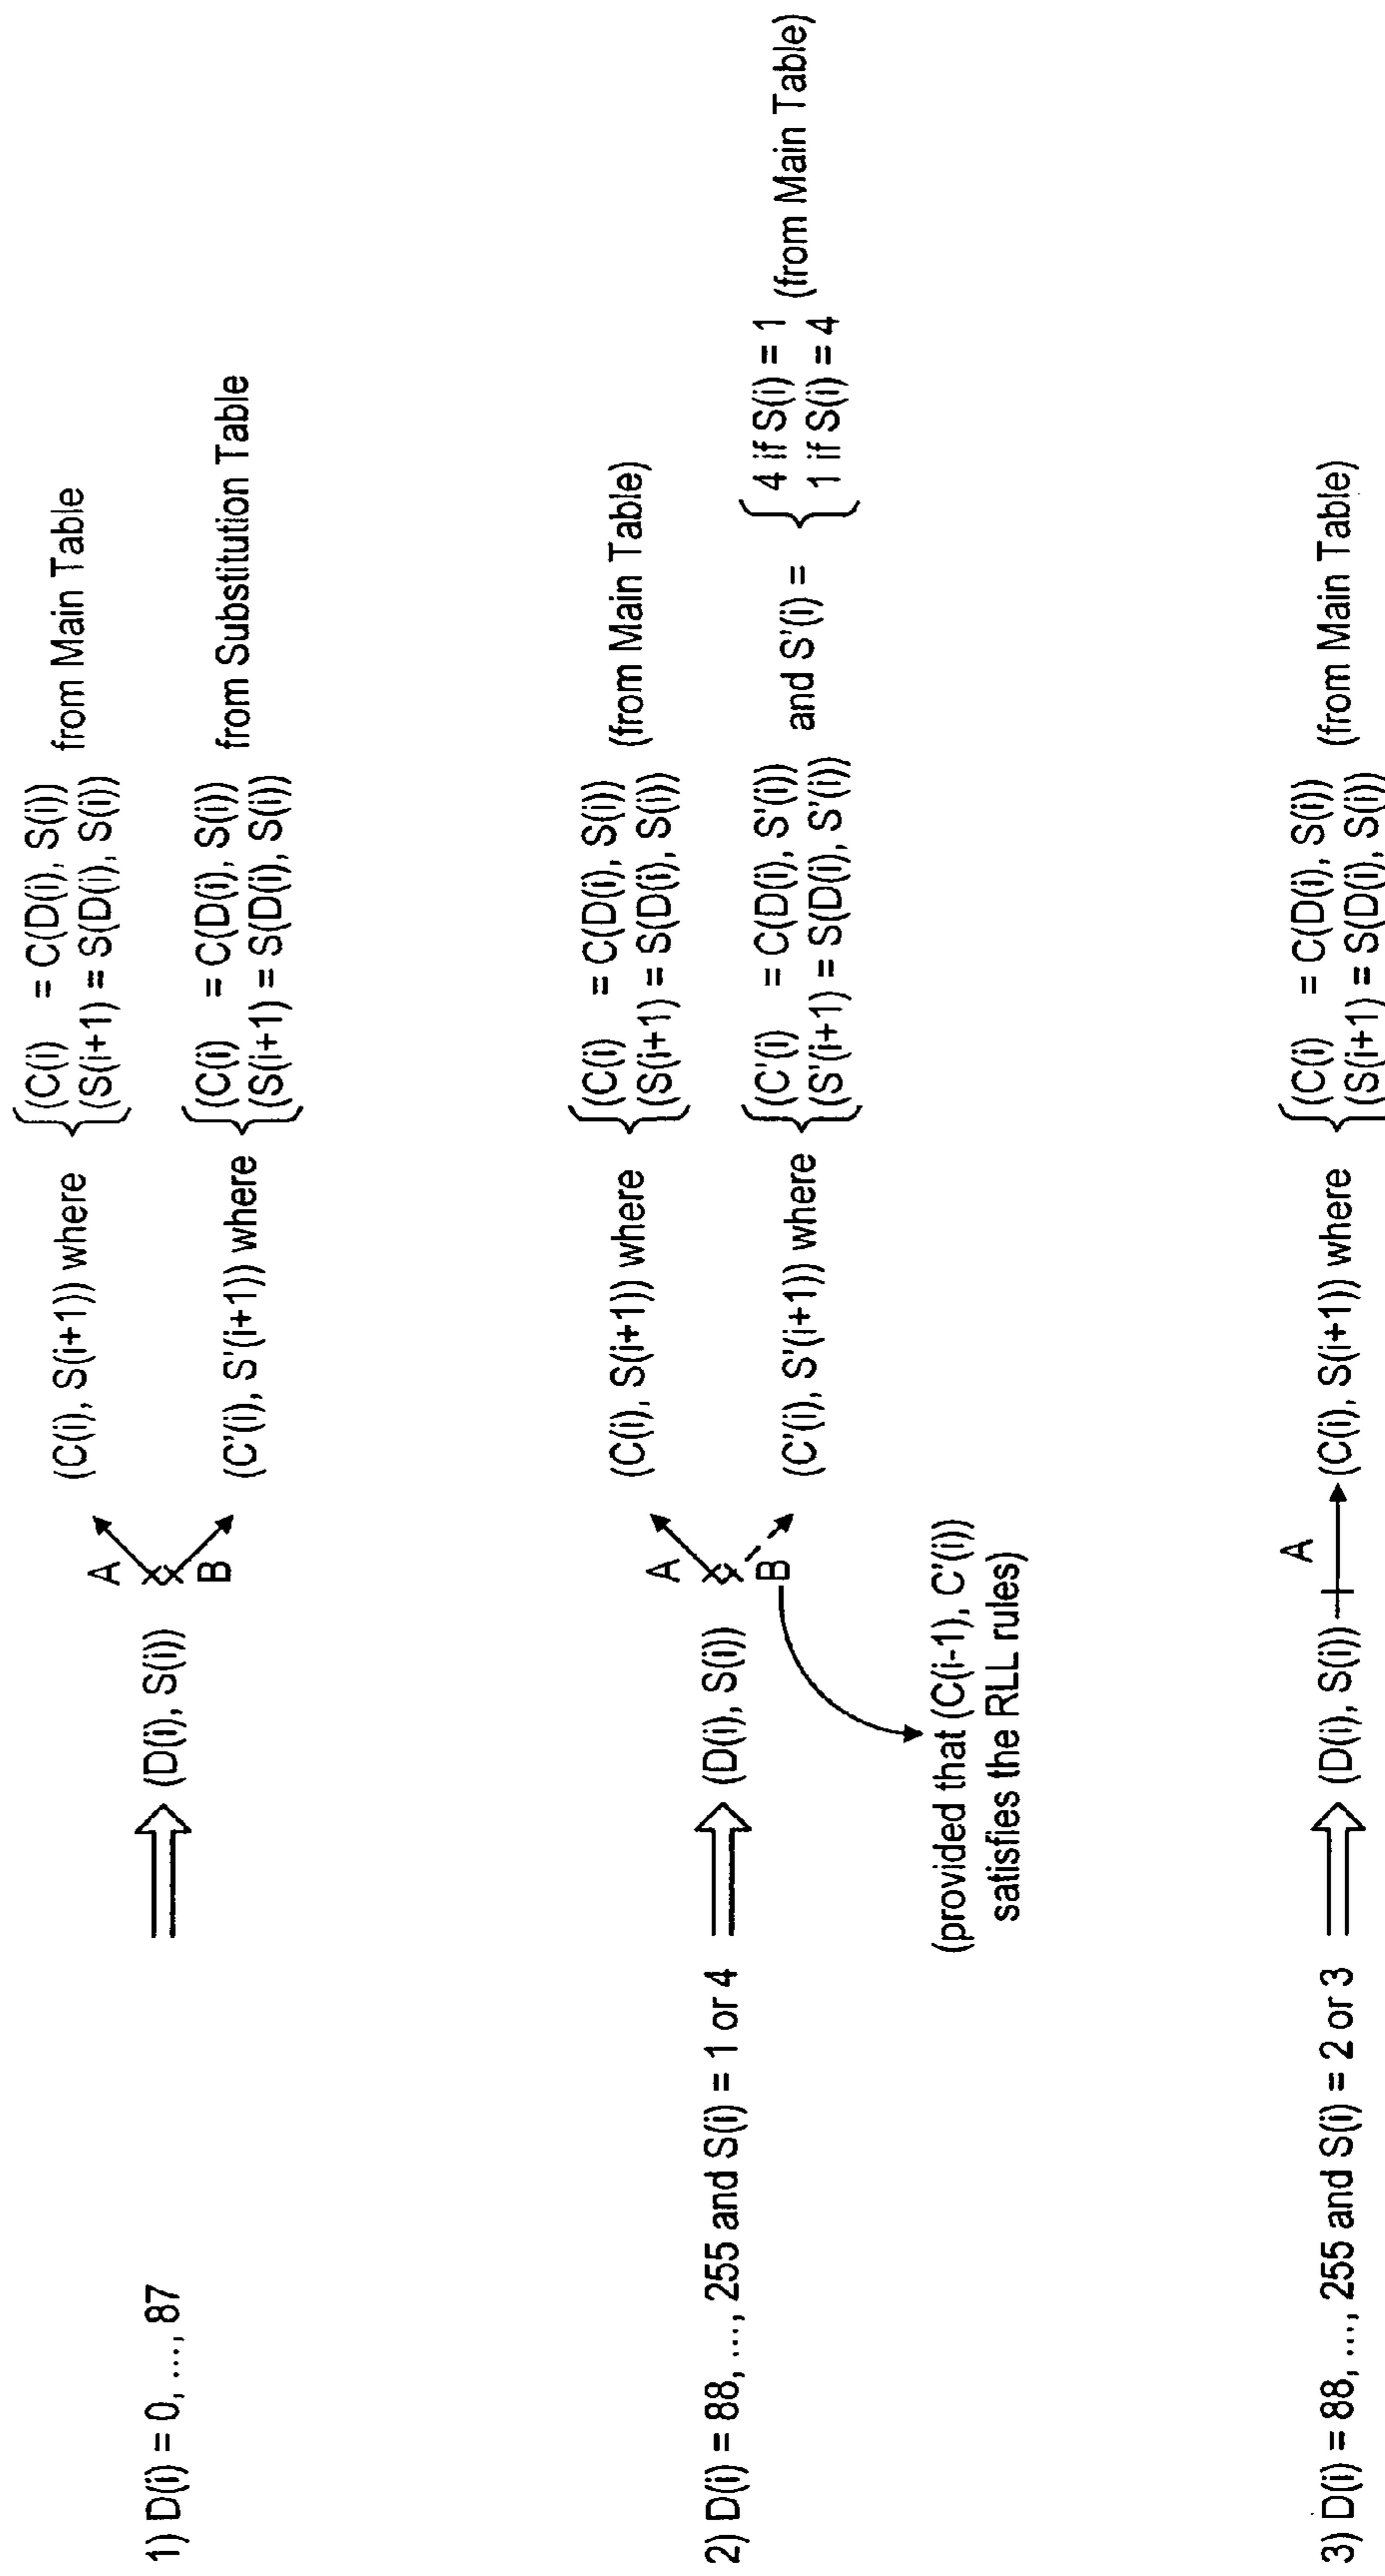 1) D(i) = 0, ..., 87
(D(i), S(i))
A
B
(C(i), S(i+1)) where
(C(i) = C(D(i), S(i))
(S(i+1) = S(D(i), S(i))
from Main Table
(C'(i), S'(i+1)) where
(C(i) = C(D(i), S(i))
(S(i+1) = S(D(i), S(i))
from Substitution Table
2) D(i) = 88, ..., 255 and S(i) = 1 or 4
(D(i), S(i))
A
B
(provided that (C(i-1), C'(i))
satisfies the RLL rules)
(C(i), S(i+1)) where
(C(i) = C(D(i), S(i))
(S(i+1) = S(D(i), S(i))
(from Main Table)
(C'(i), S'(i+1)) where
(C'(i) = C(D(i), S'(i))
(S'(i+1) = S(D(i), S'(i))
and S'(i) =
4 if S(i) = 1
1 if S(i) = 4
(from Main Table)
3) D(i) = 88, ..., 255 and S(i) = 2 or 3
(D(i), S(i))
A
(C(i), S(i+1)) where
(C(i) = C(D(i), S(i))
(S(i+1) = S(D(i), S(i))
(from Main Table)